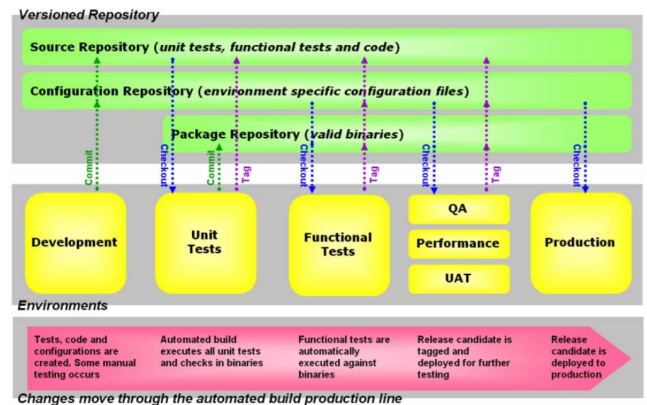 Versioned Repository
Source Repository (unit tests, functional tests and code)
Configuration Repository (environment specific configuration files)
Package Repository (valid binaries)
Commit
Checkout
Commit
Tag
Checkout
Tag
Checkout
Tag
Checkout
Development
Unit
Tests
Functional
Tests
QA
Performance
UAT
Production
Environments
Tests, code and
configurations are
created. Some manual
testing occurs
Automated build
executes all unit tests
and checks in binaries
Functional tests are
automatically
executed against
binaries
Release candidate is
tagged and
deployed for further
testing
Release
candidate is
deployed to
production
Changes move through the automated build production line